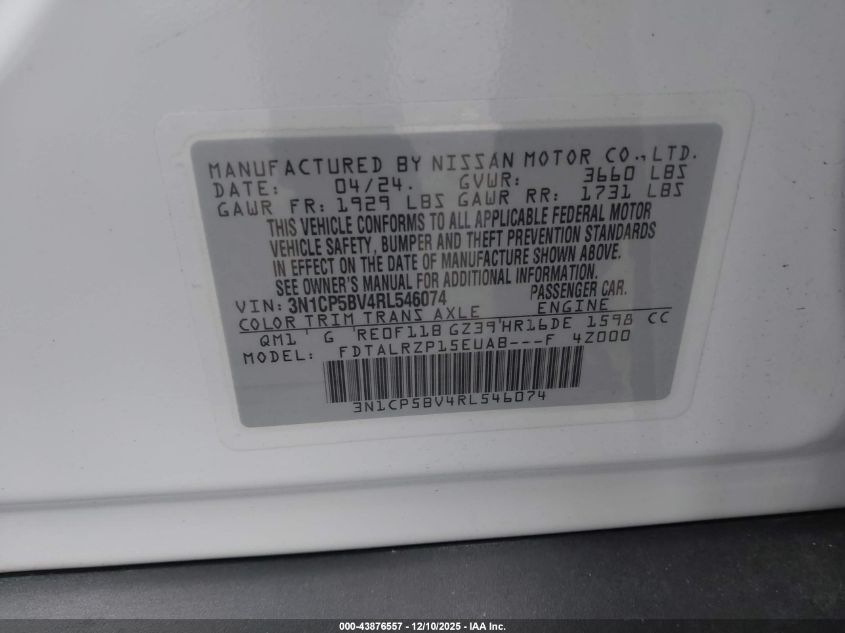 MANUFACTURED BY NISSAN MOTOR CO., LTD.
DATE: 04/24. GVWR: 3660 LBS
GAWR FR: 1929 LBS GAWR RR: 1731 LBS
THIS VEHICLE CONFORMS TO ALL APPLICABLE FEDERAL MOTOR
VEHICLE SAFETY, BUMPER AND THEFT PREVENTION STANDARDS
IN EFFECT ON THE DATE OF MANUFACTURE SHOWN ABOVE.
SEE OWNER'S MANUAL FOR ADDITIONAL INFORMATION.
VIN: 3N1CP5BV4RL546074 PASSENGER CAR.
COLOR TRIM TRANS AXLE ENGINE
QM1 ' G 'RE0F11B GZ39'HR16DE 1598 CC
MODEL: FDTALRZP15EUAB---F 4Z000
3N1CP5BV4RL546074
000-43876557 - 12/10/2025 - IAA Inc.